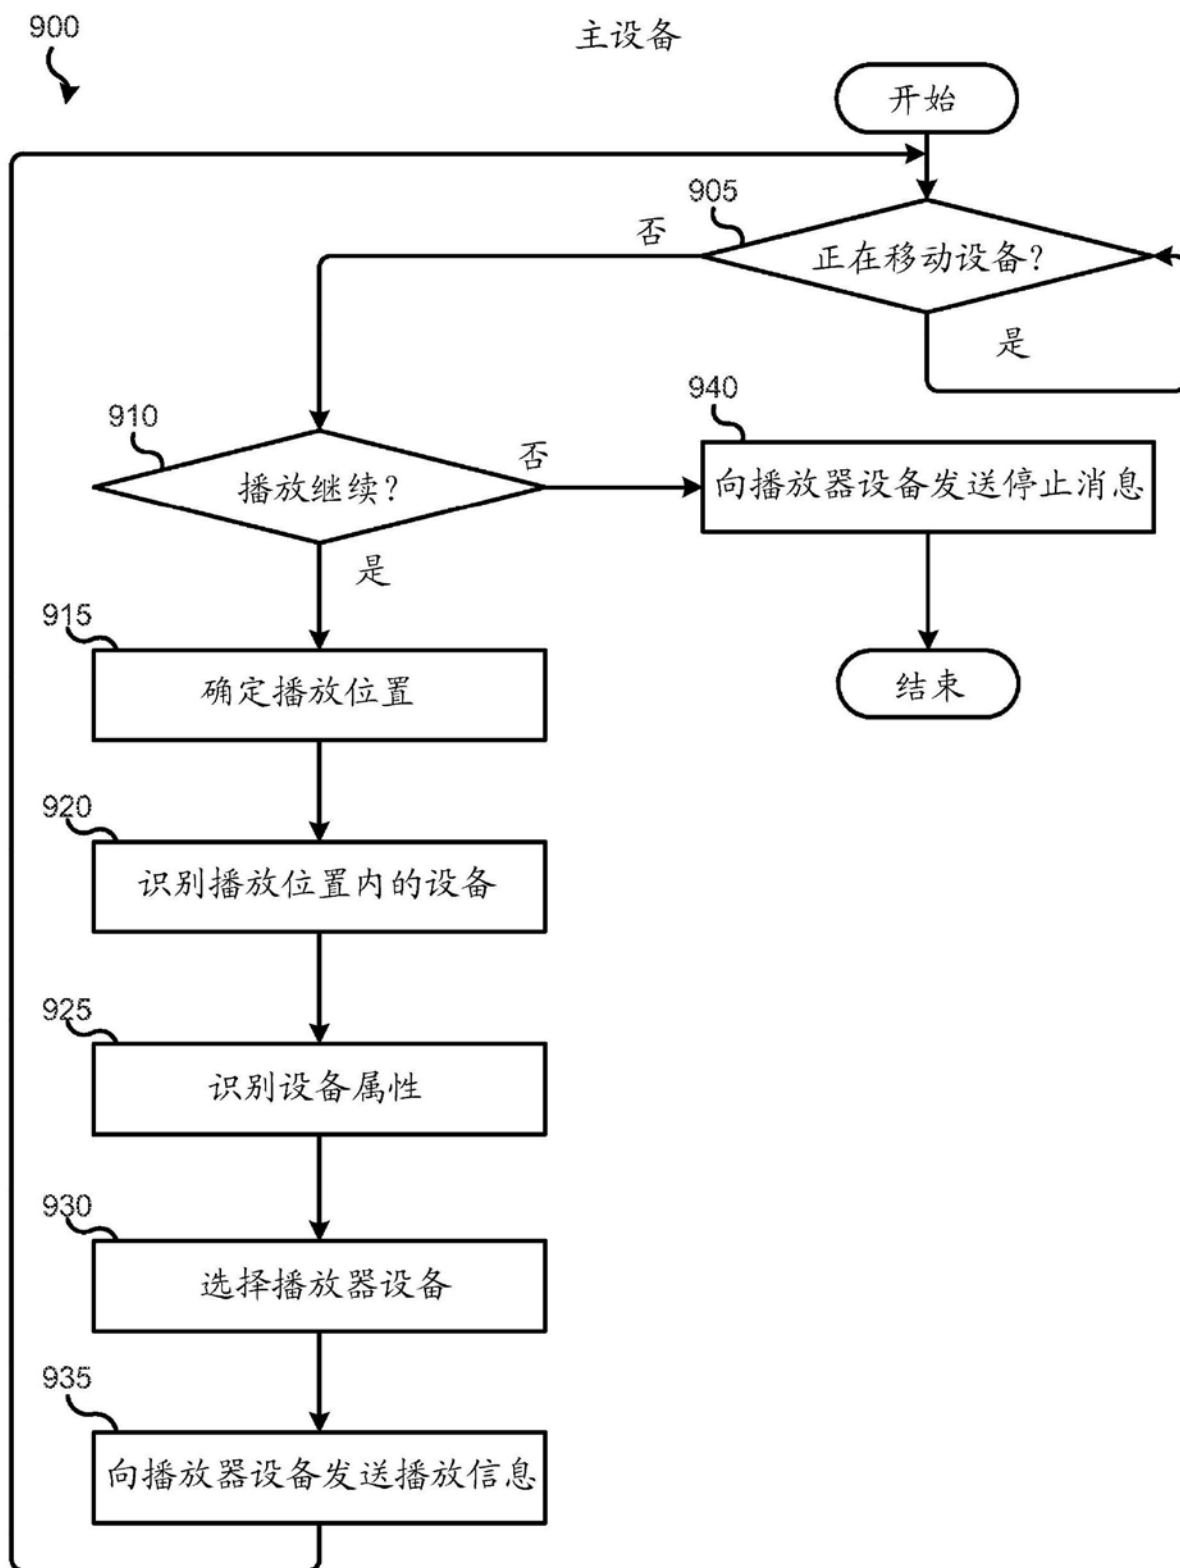 900
主设备
开始
905
否
正在移动设备?
是
910
播放继续?
否
940
向播放器设备发送停止消息
是
结束
915
确定播放位置
920
识别播放位置内的设备
925
识别设备属性
930
选择播放器设备
935
向播放器设备发送播放信息